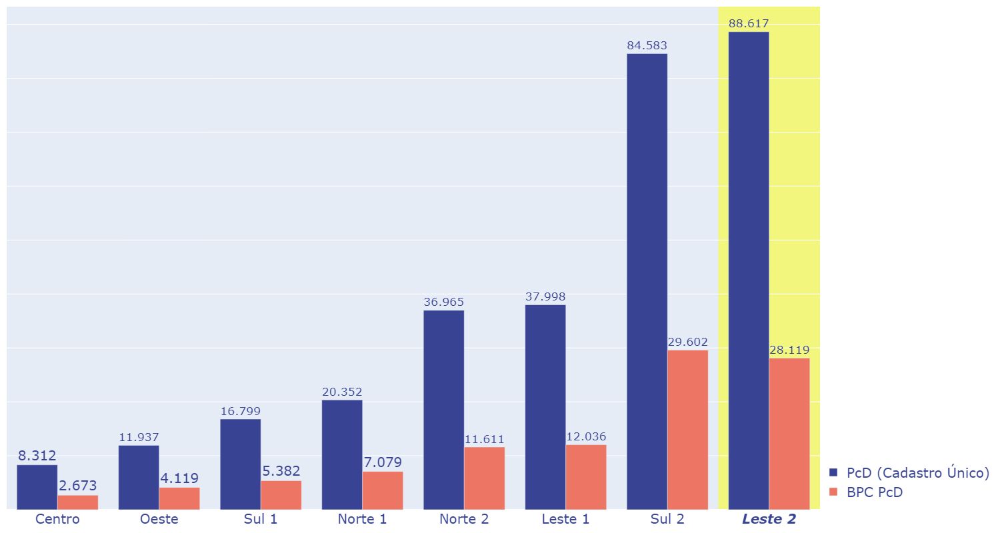 88.617
84.583
29.602
28.119
37.998
36.965
20.352
16.799
11.937
12.036
11.611
8.312
7.079
5.382
4.119
2.673
PcD (Cadastro Único)
BPC PcD
Centro
Oeste
Sul 1
Norte 1
Norte 2
Leste 1
Sul 2
Leste 2